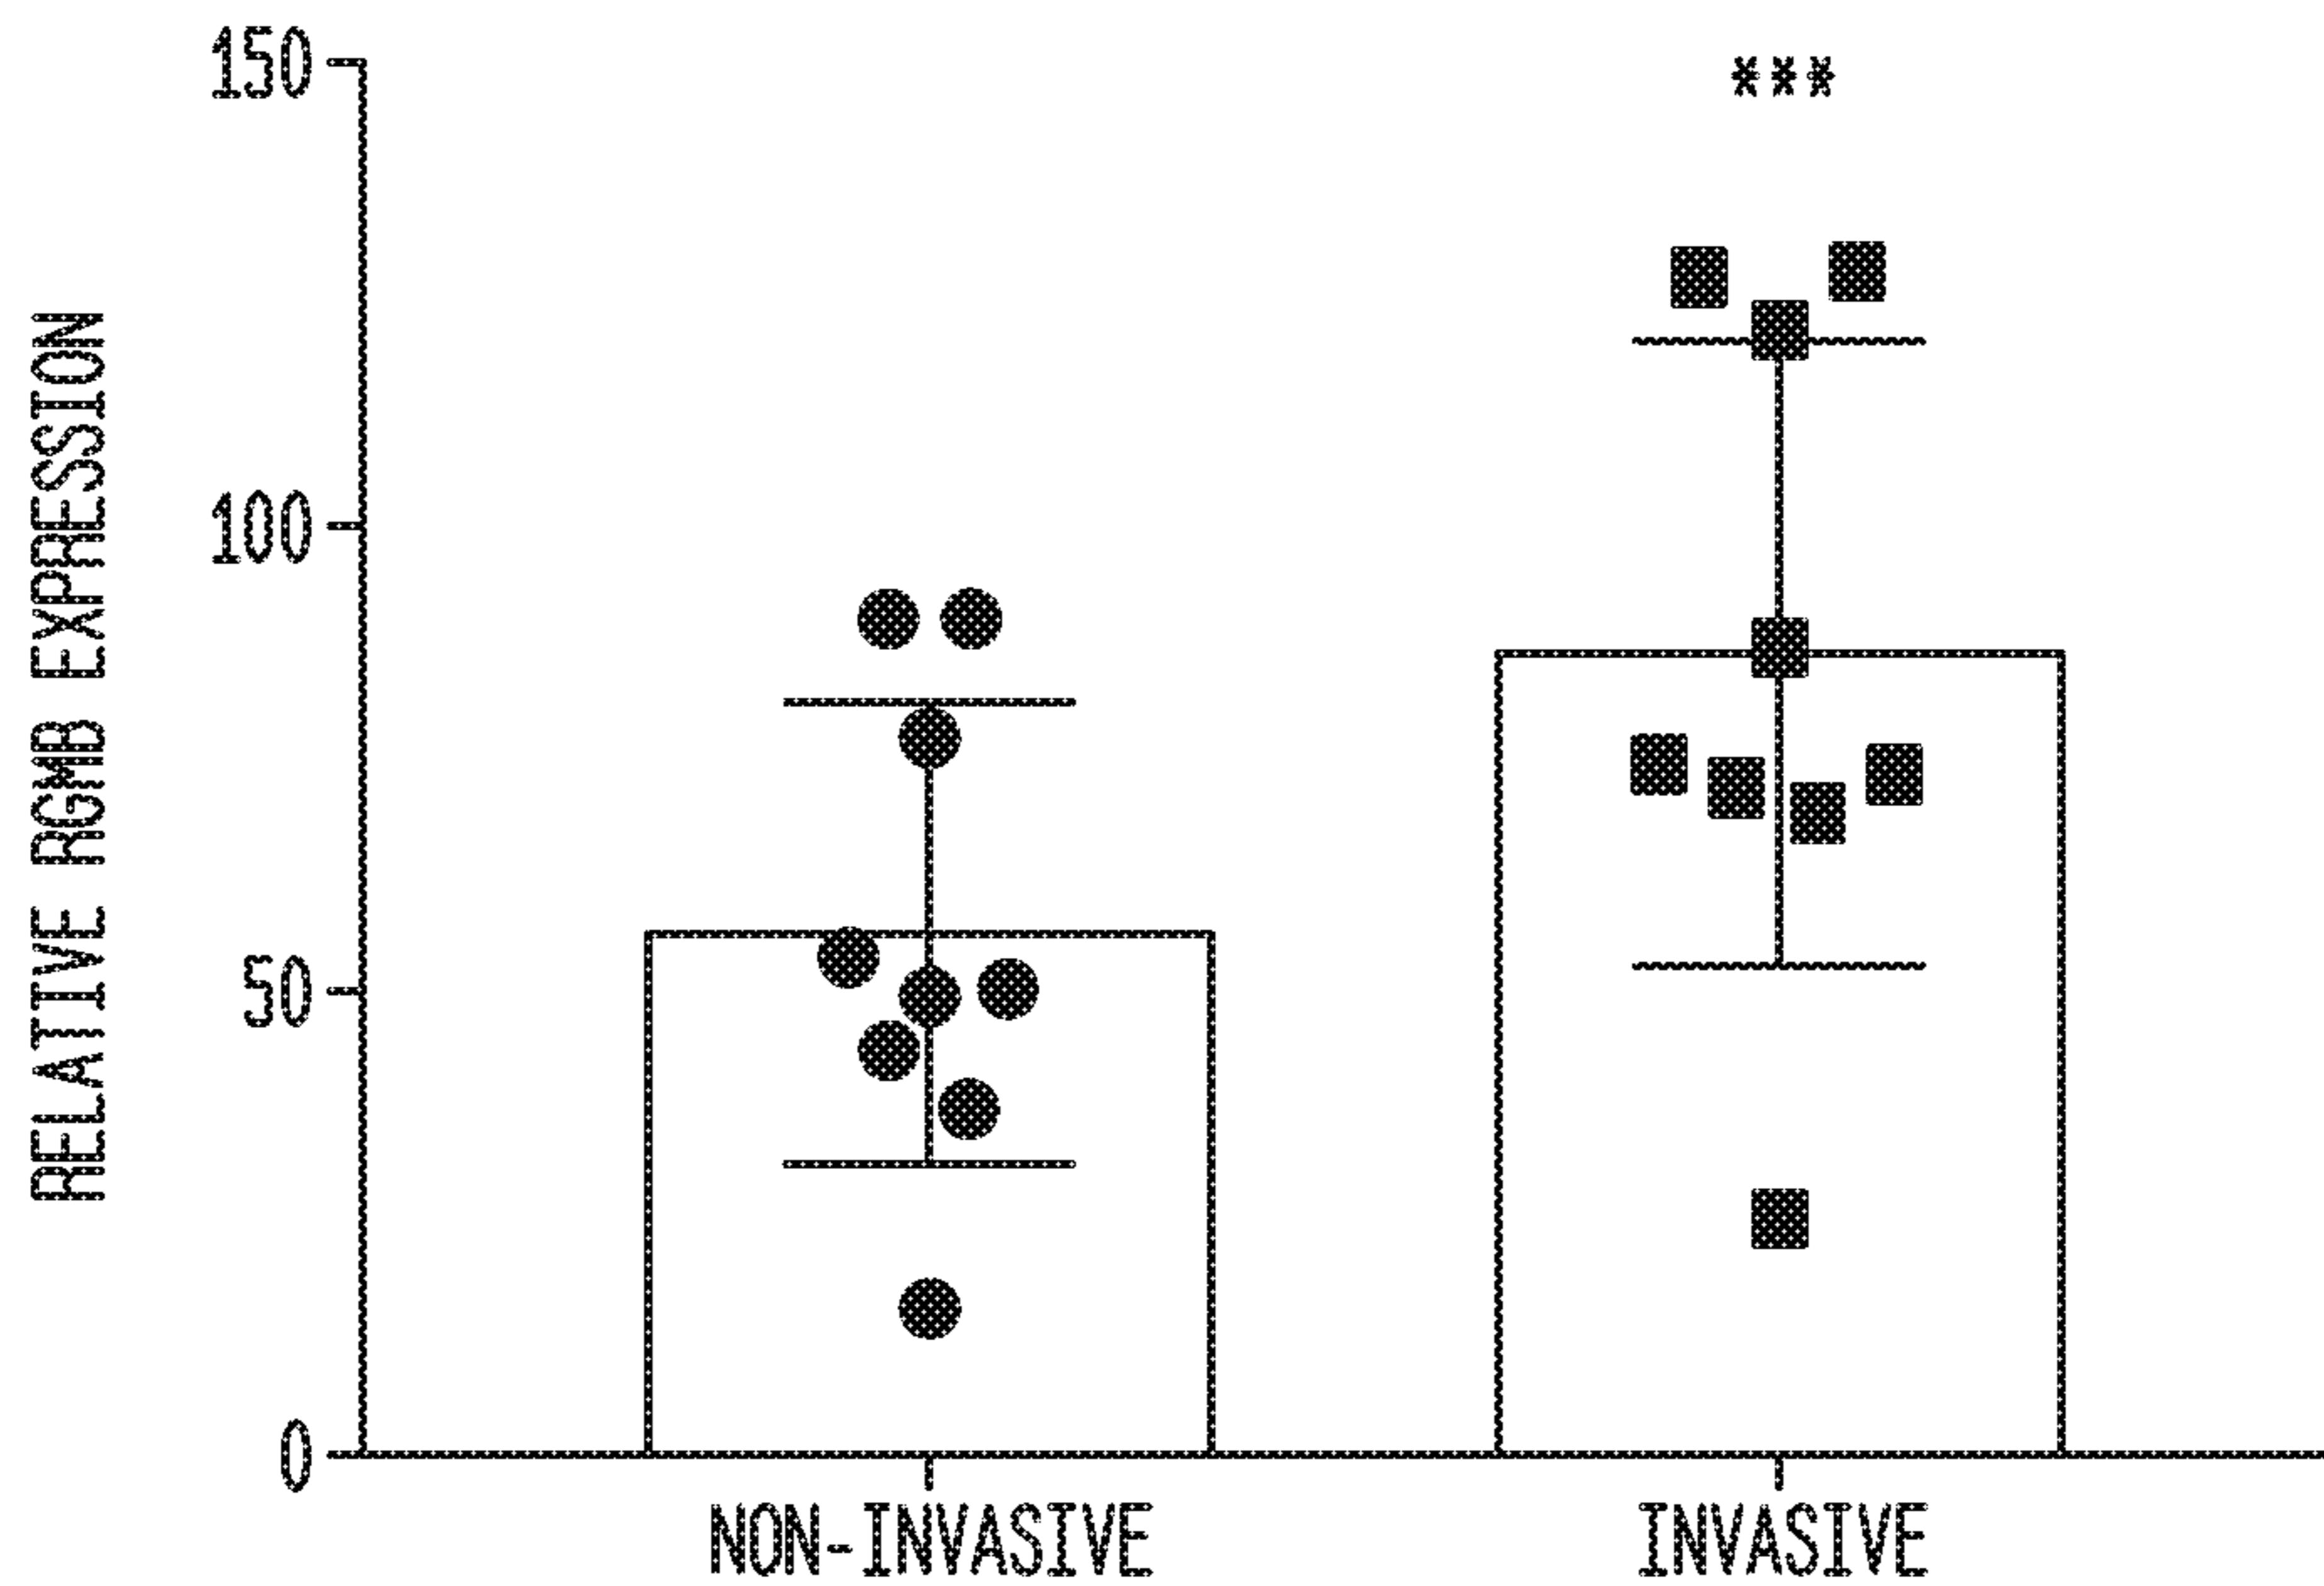 RELATIVE RGMB EXPRESSION
150
100
50
0
***
NON-INVASIVE
INVASIVE